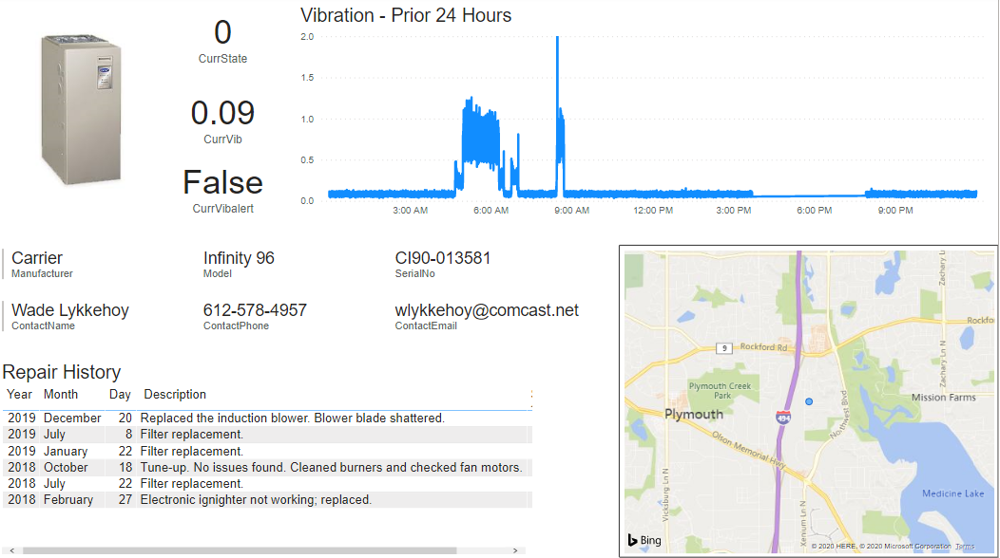 Vibration - Prior 24 Hours
0
CurrState
0.09
CurrVib
False
CurrVibalert
2.0
1.5
1.0
0.5
0.0
3:00 AM 6:00 AM 9:00 AM 12:00 PM 3:00 PM 6:00 PM 9:00 PM
Carrier Infinity 96 CI90-013581
Manufacturer Model SerialNo
Wade Lykkehoy 612-578-4957 wlykkehoy@comcast.net
ContactName ContactPhone ContactEmail
Repair History
Year Month Day Description
2019 December 20 Replaced the induction blower. Blower blade shattered.
2019 July 8 Filter replacement.
2019 January 22 Filter replacement.
2018 October 18 Tune-up. No issues found. Cleaned burners and checked fan motors.
2018 July 22 Filter replacement.
2018 February 27 Electronic ignighter not working; replaced.
Zachary L
Rockfo
9 Rockford Rd
Zachary Ln N
Plymouth Creek
Park
Mission Farms
Plymouth
494
Northwest Blvd
Olson Memorial Hwy
Vicksburg Ln N
Xenium Ln N
Medicine Lake
Bing
© 2020 HERE, © 2020 Microsoft Corporation Terms